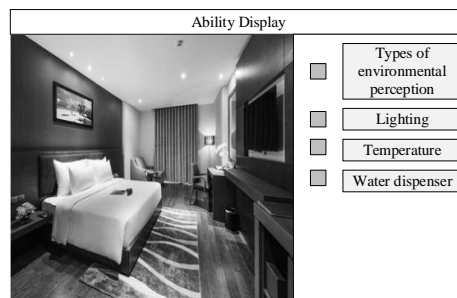 Ability Display
Types of
environmental
perception
Lighting
Temperature
Water dispenser